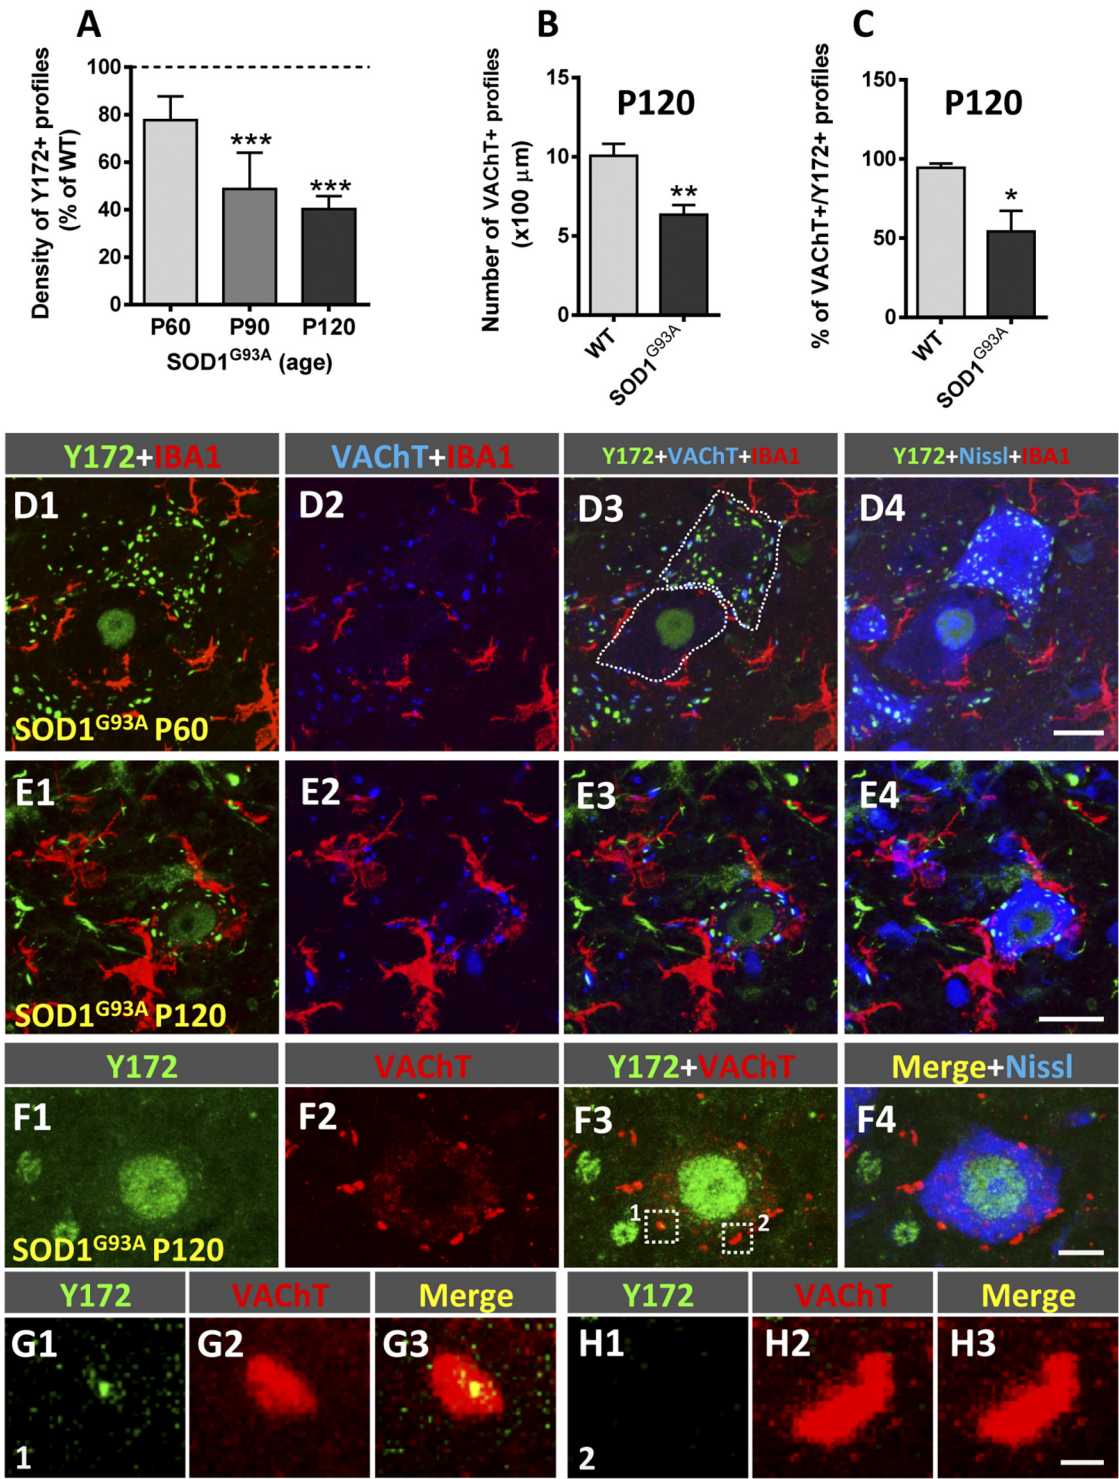 A
Density of Y172+ profiles
(% of WT)
100
80
60
40
20
0
***
***
P60 P90 P120
SOD1G93A (age)
B
Number of VAChT+ profiles
(x100 μm)
15
10
5
0
P120
**
WT
SOD1G93A
C
% of VAChT+/Y172+ profiles
150
100
50
0
P120
*
WT
SOD1G93A
Y172+IBA1 VAChT+IBA1 Y172+VAChT+IBA1 Y172+Nissl+IBA1
D1 D2 D3 D4
SOD1G93A P60
E1 E2 E3 E4
SOD1G93A P120
Y172 VAChT Y172+VAChT Merge+Nissl
F1 F2 F3 F4
1 2
SOD1G93A P120
Y172 VAChT Merge Y172 VAChT Merge
G1 G2 G3 H1 H2 H3
1 2